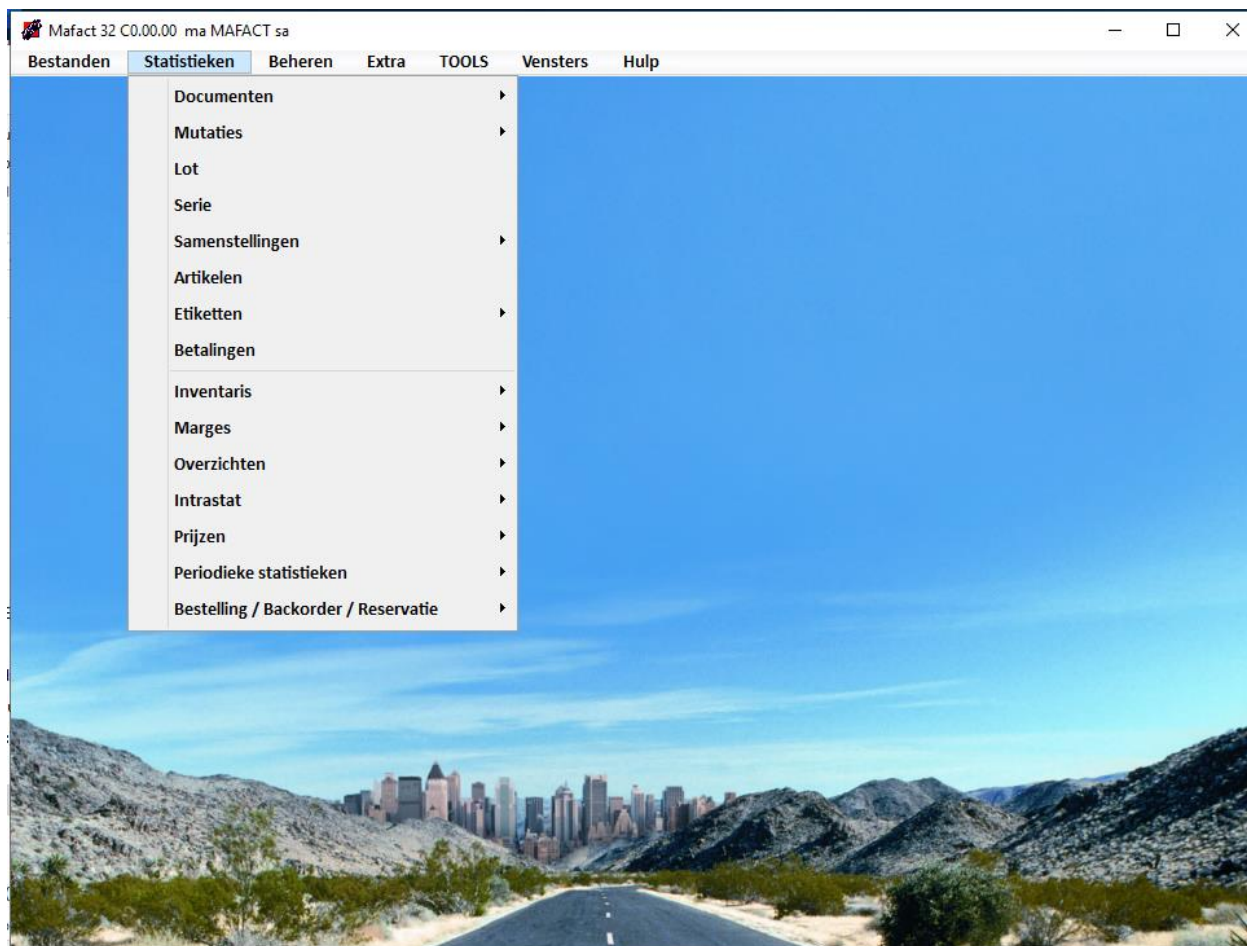 Mafact 32 C0.00.00 ma MAFACT sa
Bestanden Statistieken Beheren Extra TOOLS Vensters Hulp
Documenten
Mutaties
Lot
Serie
Samenstellingen
Artikelen
Etiketten
Betalingen
Inventaris
Marges
Overzichten
Intrastat
Prijzen
Periodieke statistieken
Bestelling / Backorder / Reservatie